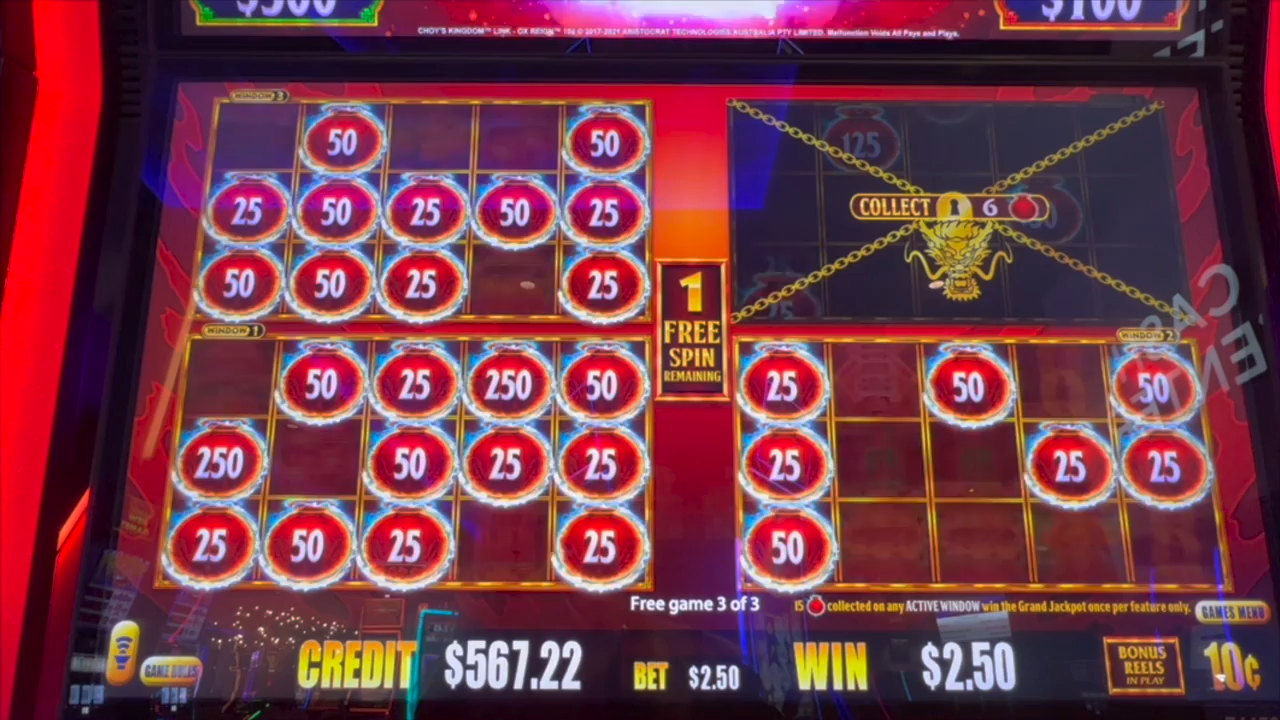 $500
$100
CHOY'S KINGDOM™ LINK - OX REIGN™ 10¢ © 2017-2021 ARISTOCRAT TECHNOLOGIES AUSTRALIA PTY LIMITED. Malfunction Voids All Pays and Plays.
WINDOW 3
50 50
25 50 25 50 25
50 50 25 25
125
COLLECT 6
25
1
FREE
SPIN
REMAINING
WINDOW 1
50 25 250 50
250 50 25 25
25 50 25 25
WINDOW 2
25 50 50
25 25 25
50
Free game 3 of 3
15 collected on any ACTIVE WINDOW win the Grand Jackpot once per feature only.
GAMES MENU
GAME RULES
CREDIT $567.22
BET $2.50
WIN $2.50
BONUS
REELS
IN PLAY
10¢